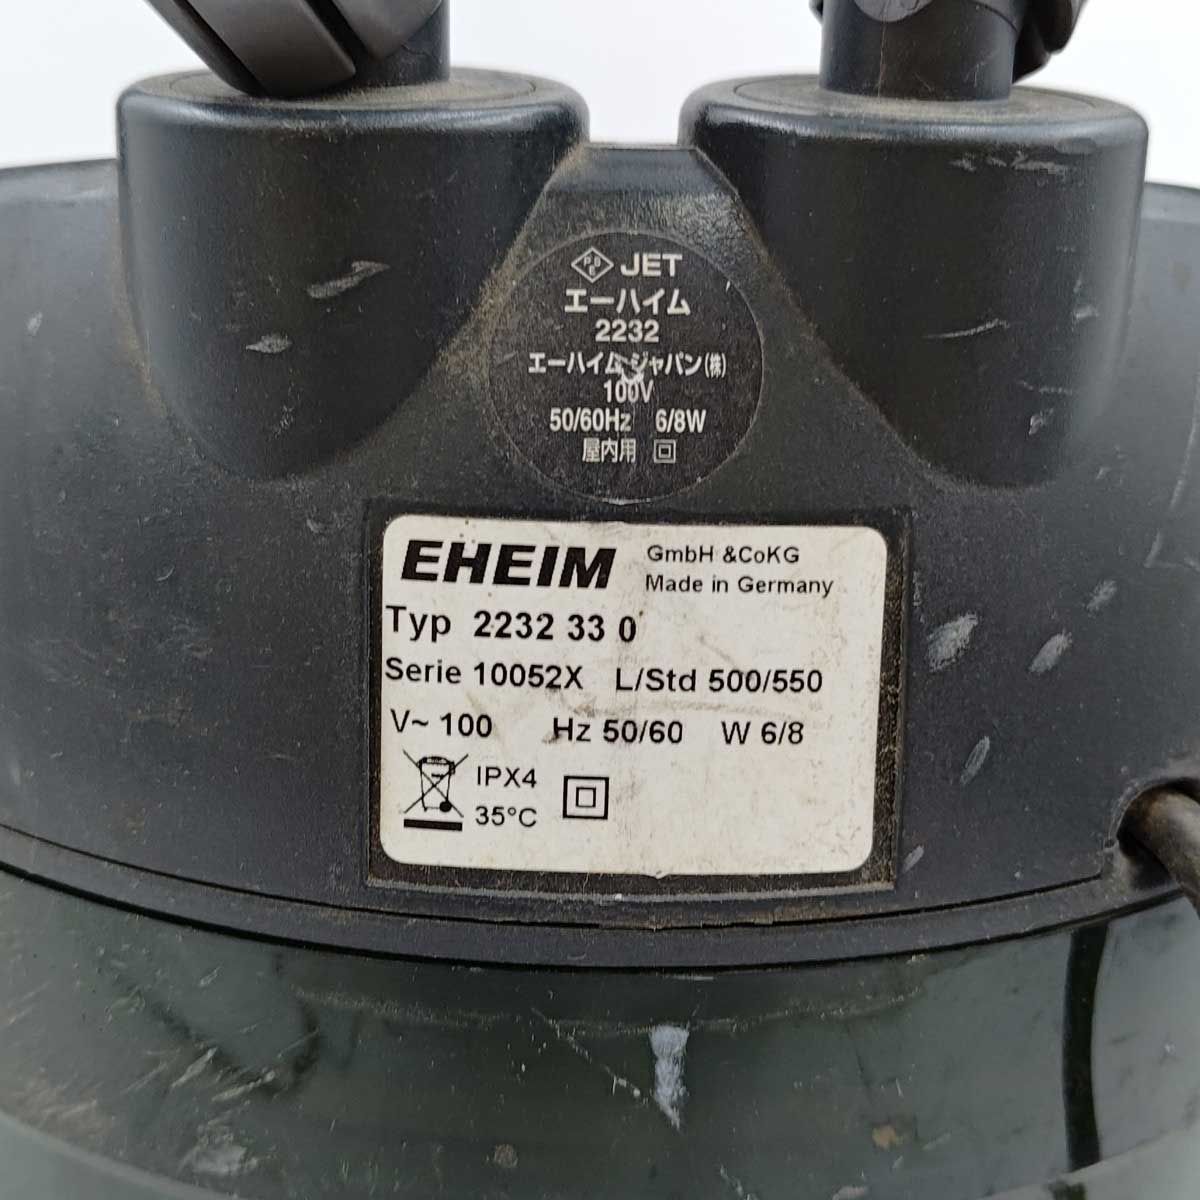 PSE JET
エーハイム
2232
エーハイム ジャパン(株)
100V
50/60Hz 6/8W
屋内用
EHEIM GmbH &CoKG
Made in Germany
Typ 2232 33 0
Serie 10052X L/Std 500/550
V~ 100 Hz 50/60 W 6/8
IPX4
35°C